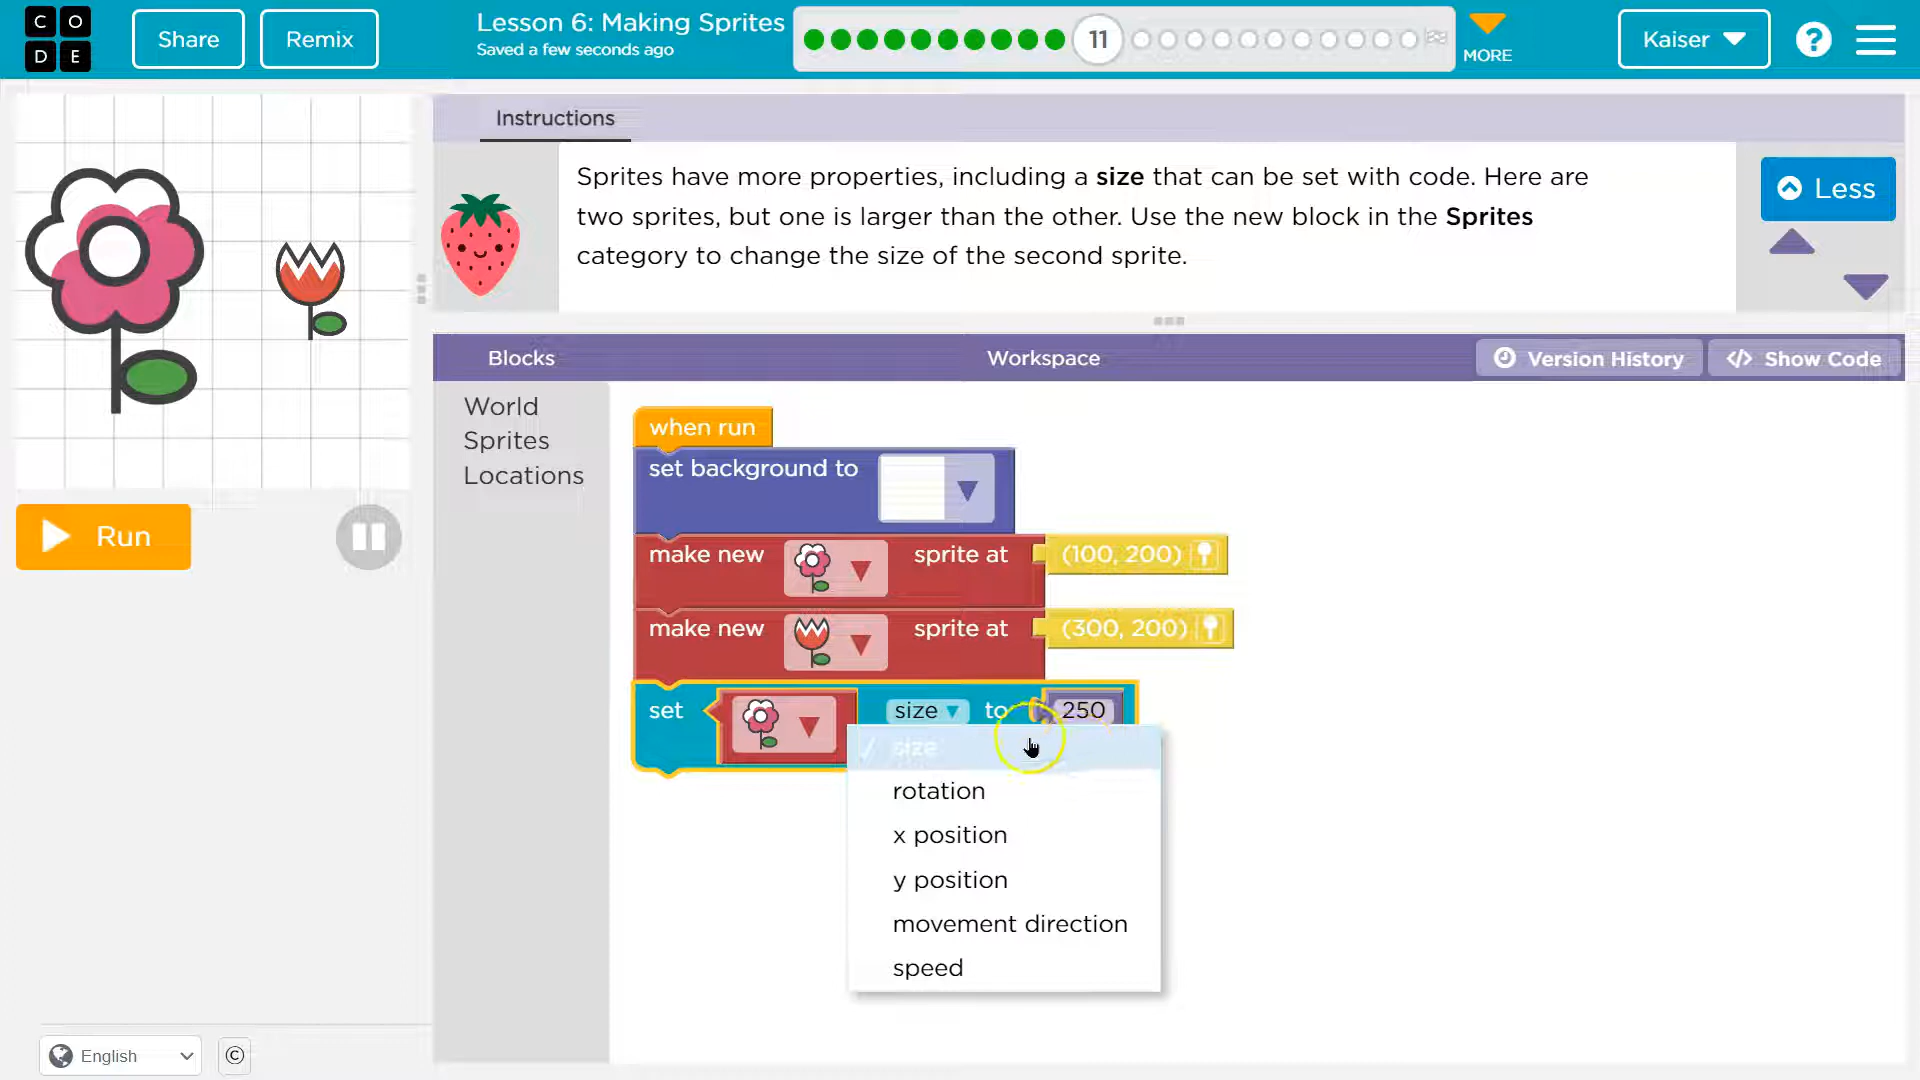 CO
DE
Share
Remix
Lesson 6: Making Sprites
Saved a few seconds ago
11
MORE
Kaiser
?
Instructions
Sprites have more properties, including a size that can be set with code. Here are
two sprites, but one is larger than the other. Use the new block in the Sprites
category to change the size of the second sprite.
Less
Blocks
Workspace
Version History
</> Show Code
World
Sprites
Locations
Run
when run
set background to
make new sprite at (100, 200)
make new sprite at (300, 200)
set size to 250
✓ size
rotation
x position
y position
movement direction
speed
English
©